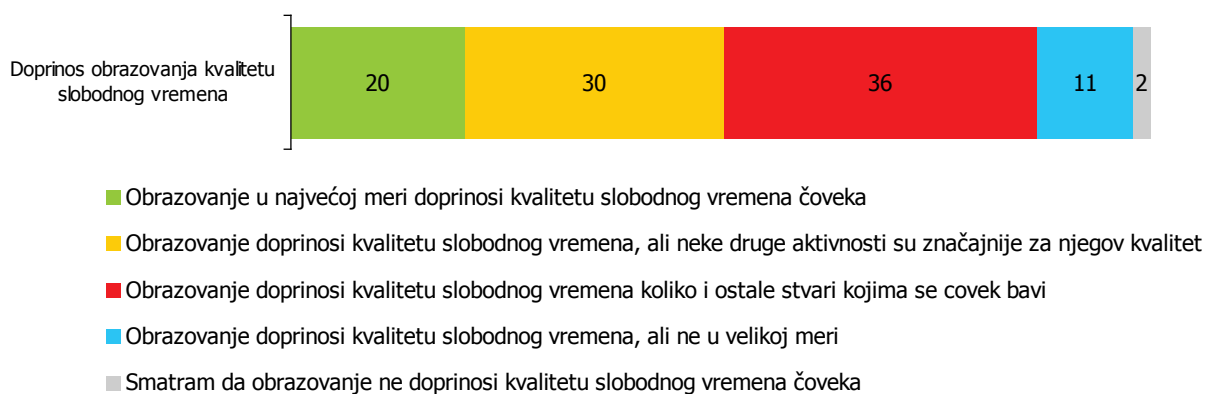 Doprinos obrazovanja kvalitetu
slobodnog vremena
20 30 36 11 2
Obrazovanje u najvećoj meri doprinosi kvalitetu slobodnog vremena čoveka
Obrazovanje doprinosi kvalitetu slobodnog vremena, ali neke druge aktivnosti su značajnije za njegov kvalitet
Obrazovanje doprinosi kvalitetu slobodnog vremena koliko i ostale stvari kojima se covek bavi
Obrazovanje doprinosi kvalitetu slobodnog vremena, ali ne u velikoj meri
Smatram da obrazovanje ne doprinosi kvalitetu slobodnog vremena čoveka